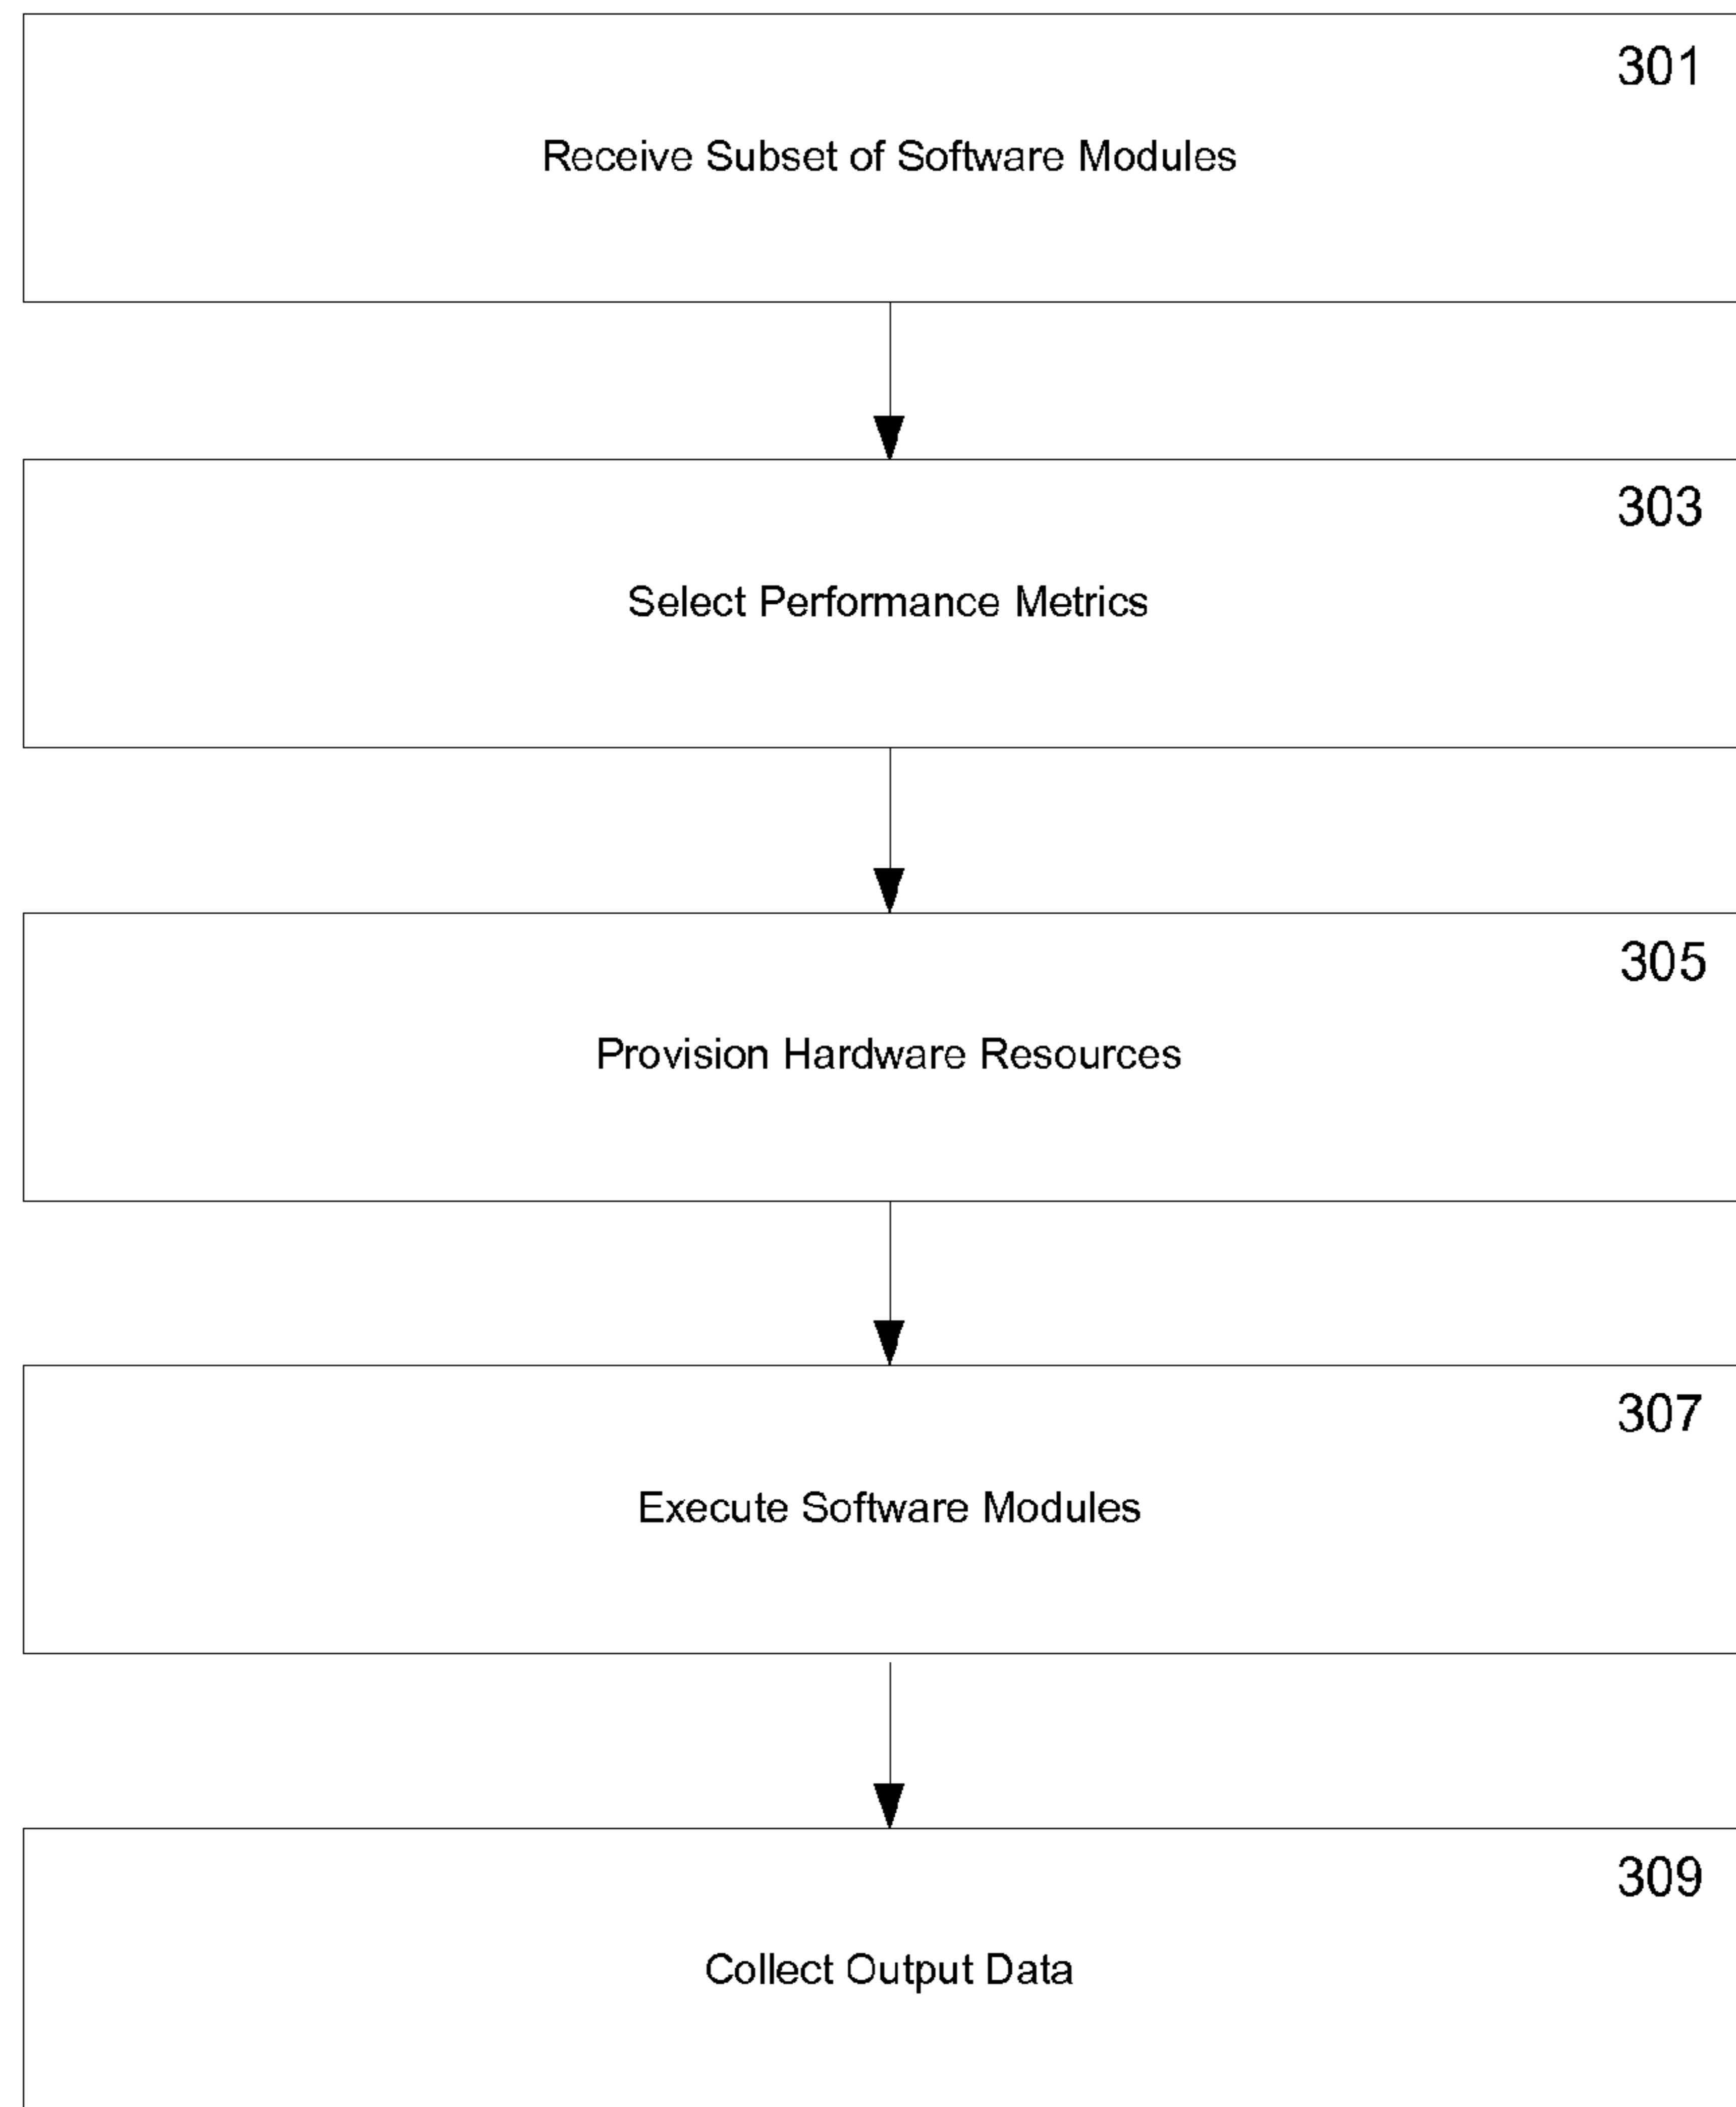 301
Receive Subset of Software Modules
303
Select Performance Metrics
305
Provision Hardware Resources
307
Execute Software Modules
309
Collect Output Data